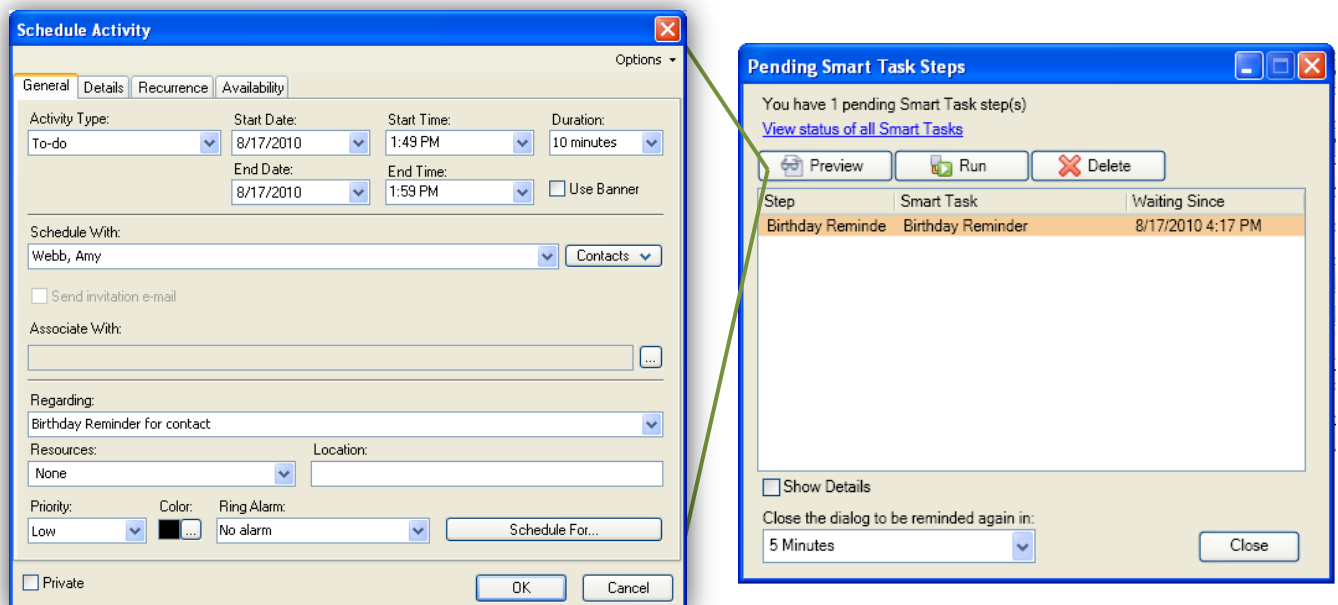 Schedule Activity
Options
General Details Recurrence Availability
Activity Type: Start Date: Start Time: Duration:
To-do 8/17/2010 1:49 PM 10 minutes
End Date: End Time:
8/17/2010 1:59 PM Use Banner
Schedule With:
Webb, Amy Contacts
Send invitation e-mail
Associate With:
...
Regarding:
Birthday Reminder for contact
Resources: Location:
None
Priority: Color: Ring Alarm:
Low ... No alarm Schedule For...
Private OK Cancel
Pending Smart Task Steps
You have 1 pending Smart Task step(s)
View status of all Smart Tasks
Preview Run Delete
Step Smart Task Waiting Since
Birthday Reminde Birthday Reminder 8/17/2010 4:17 PM
Show Details
Close the dialog to be reminded again in:
5 Minutes Close